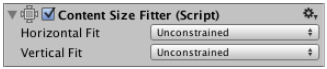 Content Size Fitter (Script)
Horizontal Fit Unconstrained
Vertical Fit Unconstrained